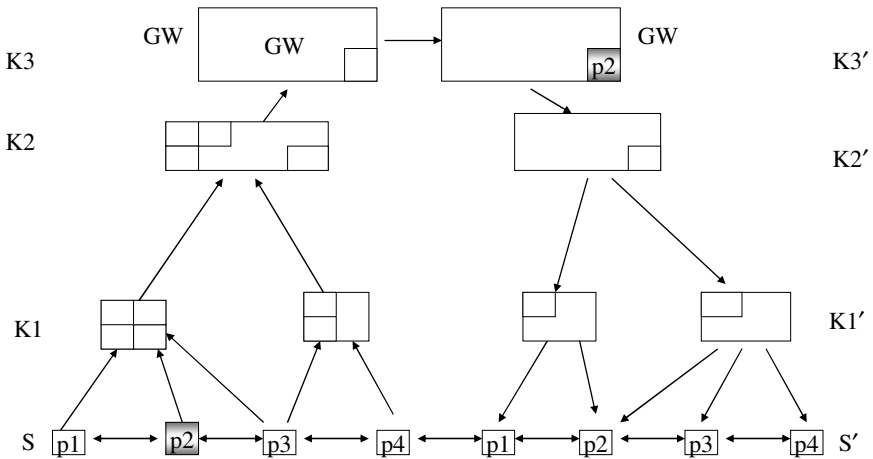 GW GW GW
K3 p2 K3′
K2 K2′
K1 K1′
S p1 p2 p3 p4 p1 p2 p3 p4 S′